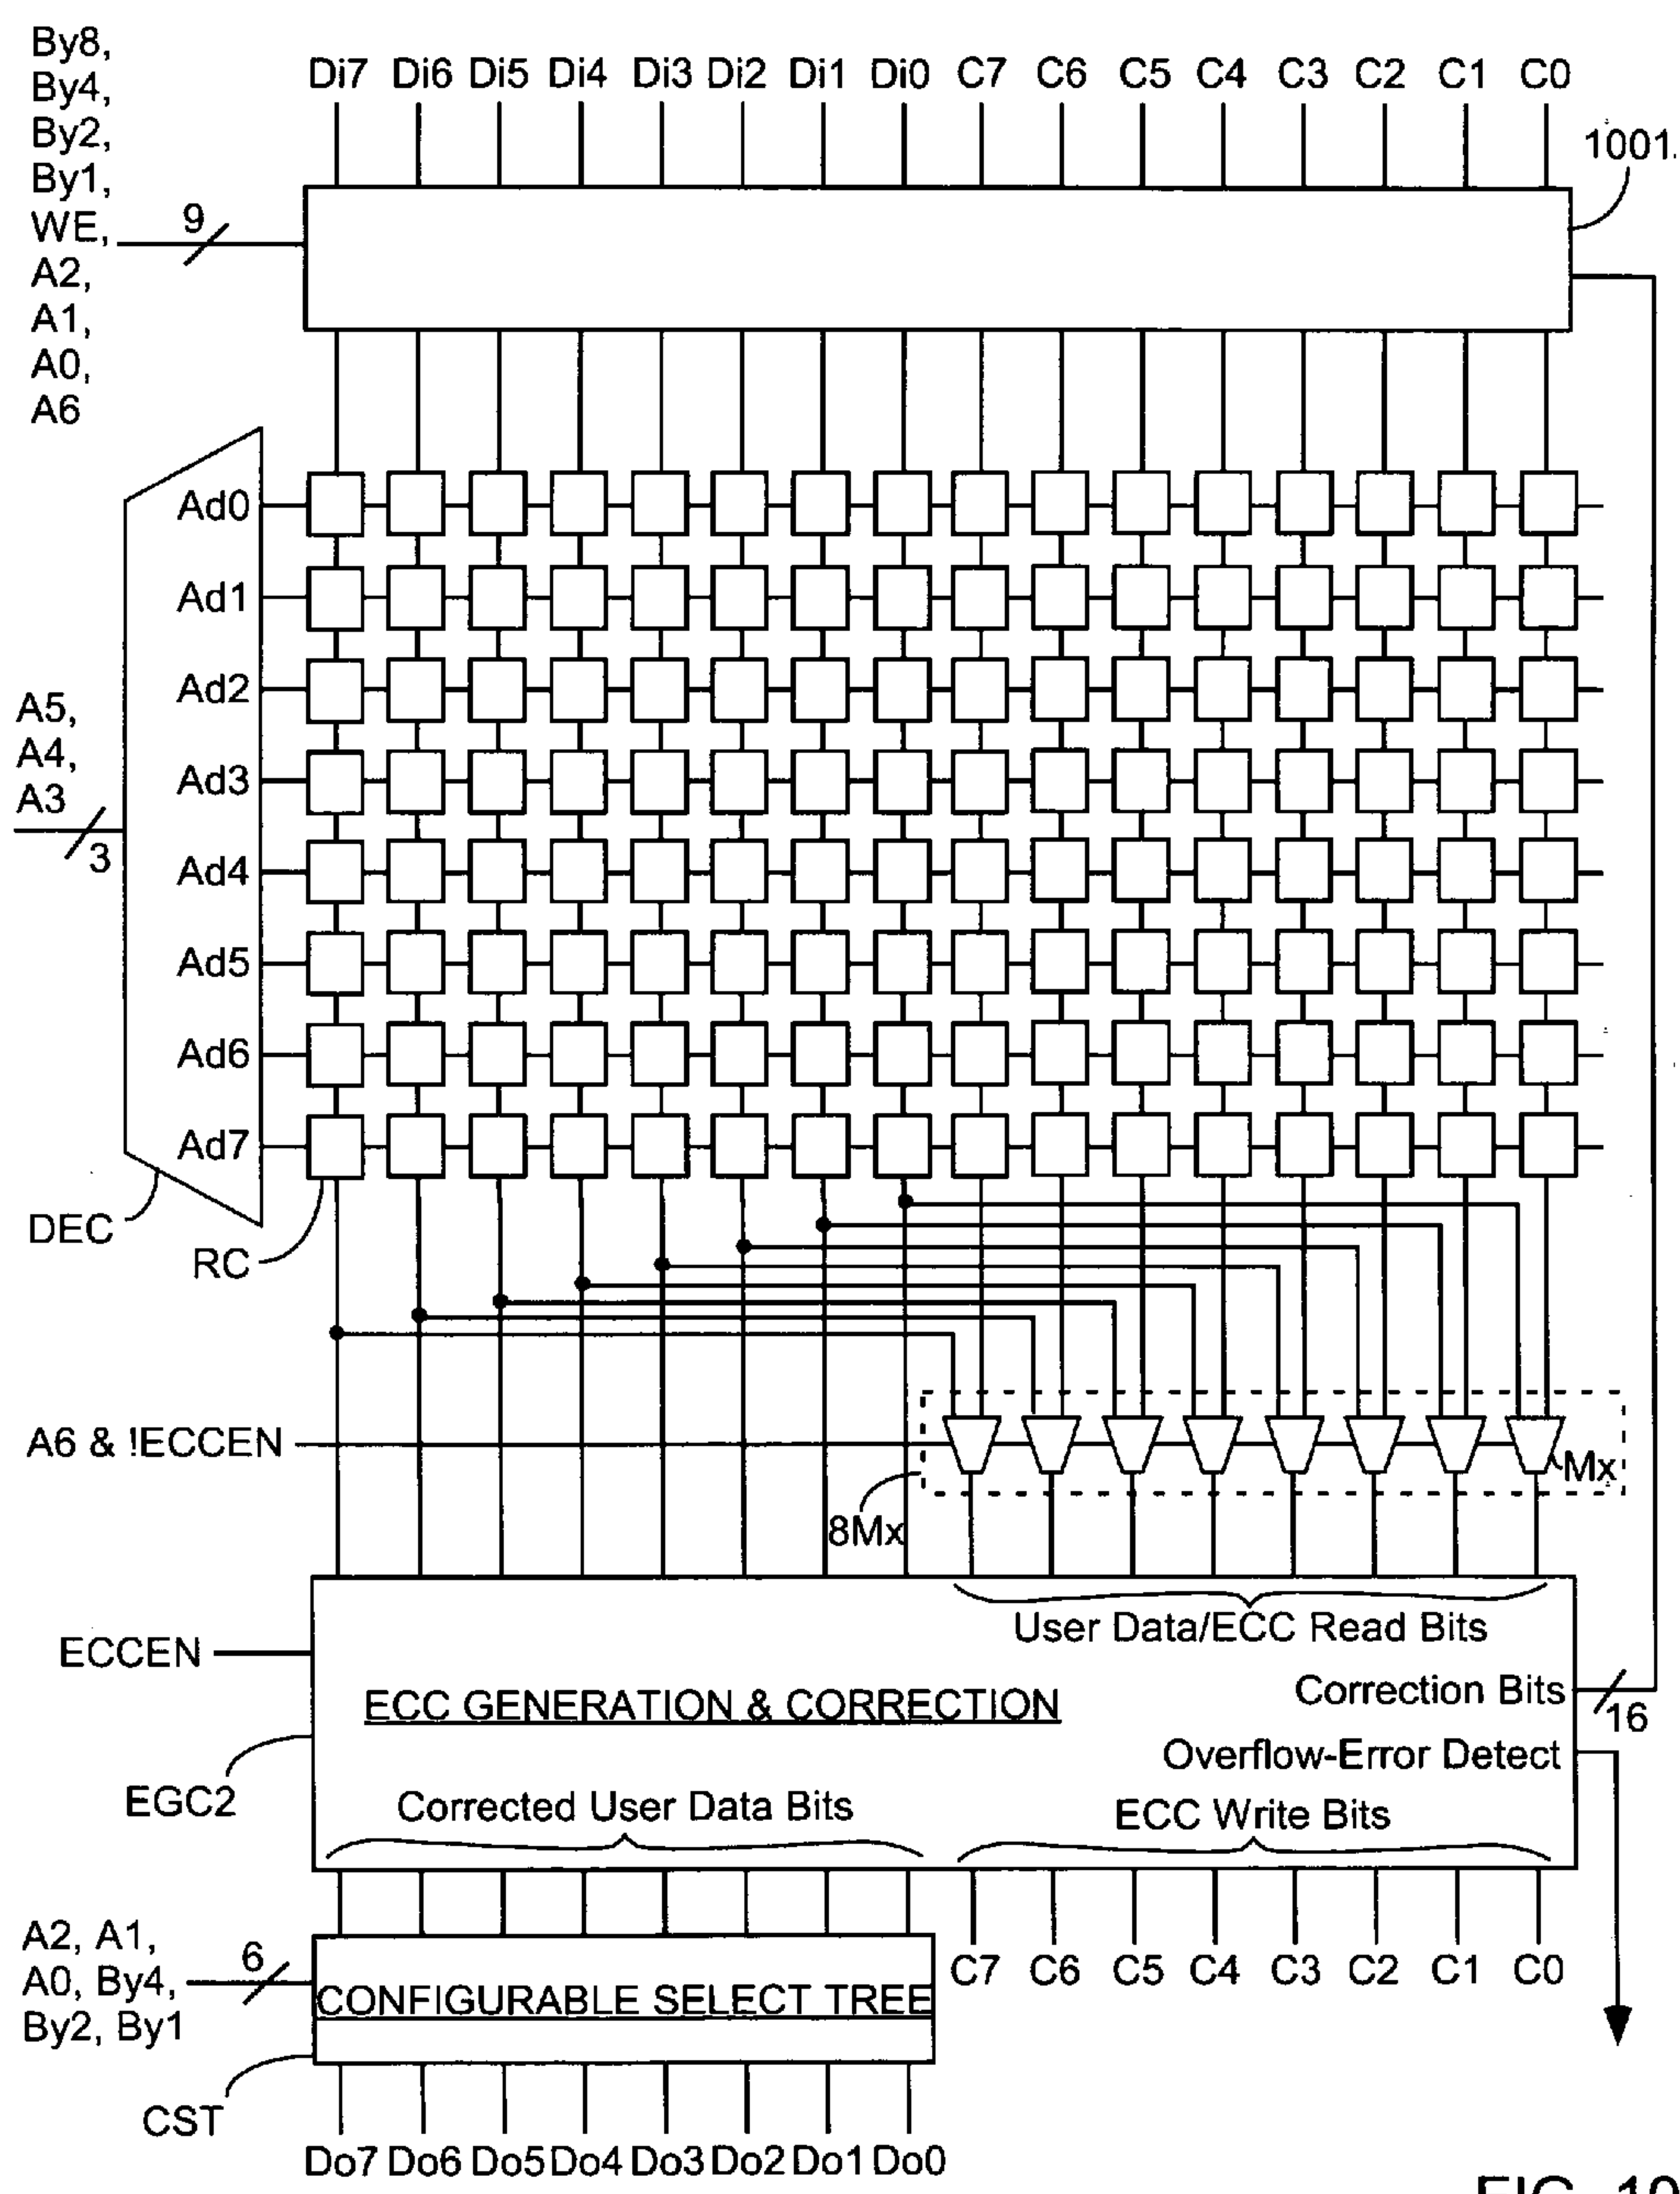 By8,
By4,
By2,
By1,
WE,
A2,
A1,
A0,
A6
9
Di7 Di6 Di5 Di4 Di3 Di2 Di1 Di0 C7 C6 C5 C4 C3 C2 C1 C0
1001
Ad0
Ad1
Ad2
Ad3
Ad4
Ad5
Ad6
Ad7
A5,
A4,
A3
3
DEC
RC
A6 & !ECCEN
Mx
8Mx
User Data/ECC Read Bits
ECCEN
Correction Bits
16
ECC GENERATION & CORRECTION
Overflow-Error Detect
EGC2
Corrected User Data Bits
ECC Write Bits
A2, A1,
A0, By4,
By2, By1
6
CONFIGURABLE SELECT TREE
C7 C6 C5 C4 C3 C2 C1 C0
CST
Do7 Do6 Do5 Do4 Do3 Do2 Do1 Do0
FIG. 10